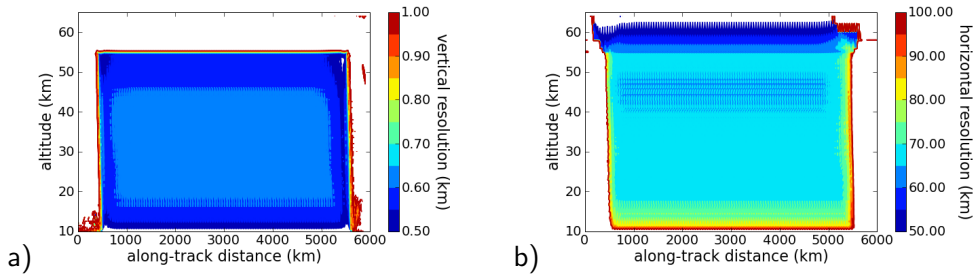 a)
altitude (km)
60
50
40
30
20
10
0 1000 2000 3000 4000 5000 6000
along-track distance (km)
1.00
0.90
0.80
0.70
0.60
0.50
vertical resolution (km)
b)
altitude (km)
60
50
40
30
20
10
0 1000 2000 3000 4000 5000 6000
along-track distance (km)
100.00
90.00
80.00
70.00
60.00
50.00
horizontal resolution (km)